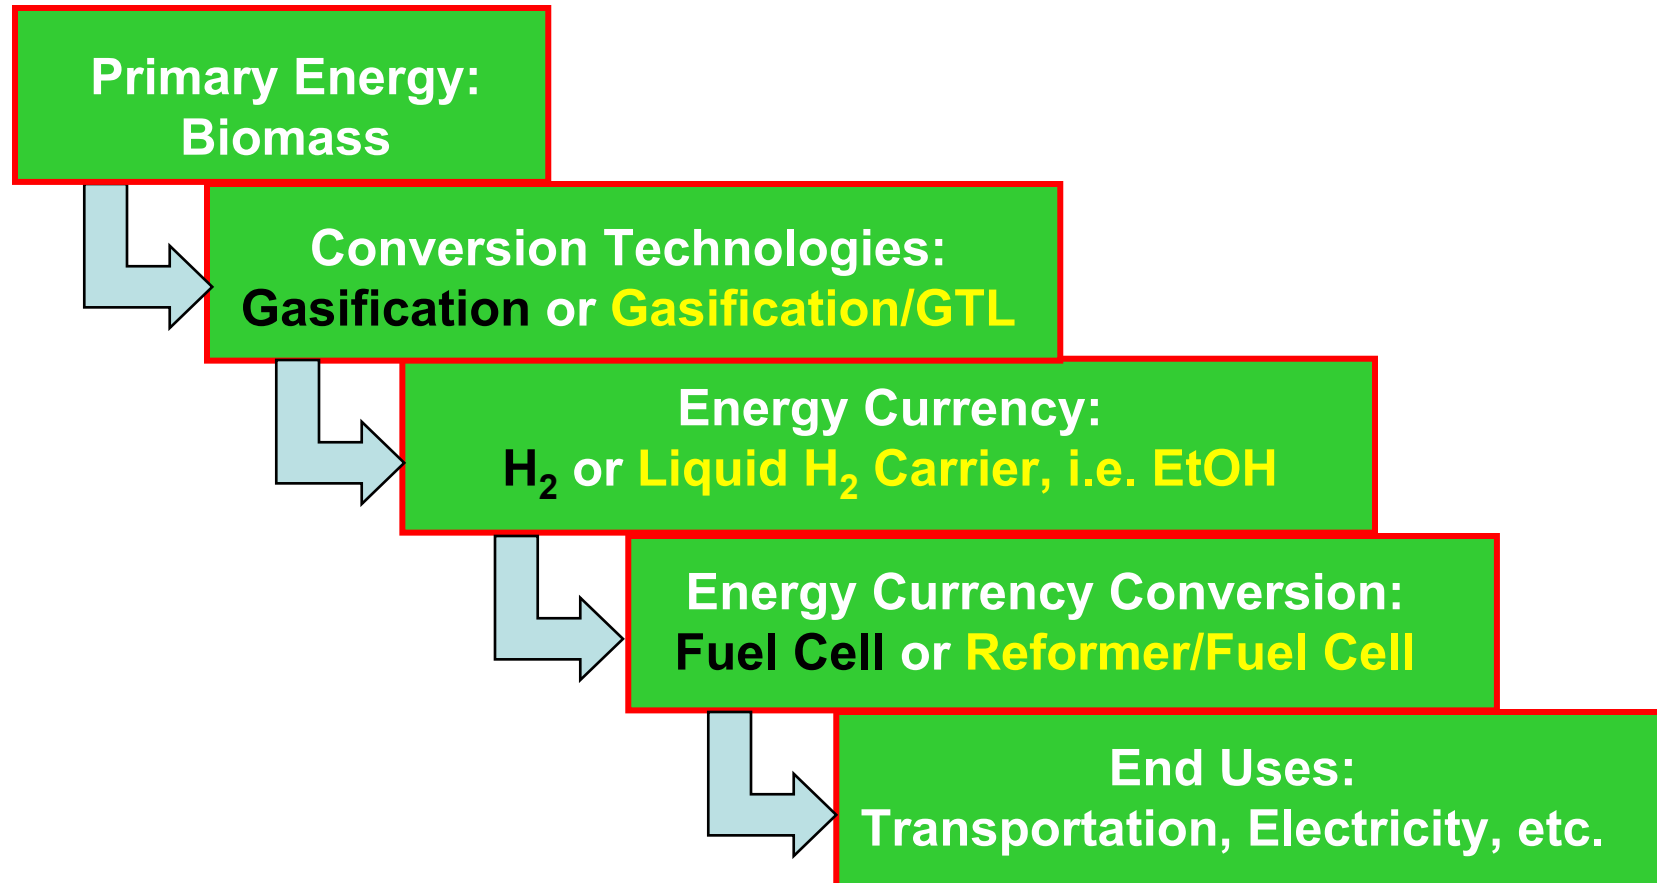 Primary Energy:
Biomass
Conversion Technologies:
Gasification or Gasification/GTL
Energy Currency:
H₂ or Liquid H₂ Carrier, i.e. EtOH
Energy Currency Conversion:
Fuel Cell or Reformer/Fuel Cell
End Uses:
Transportation, Electricity, etc.